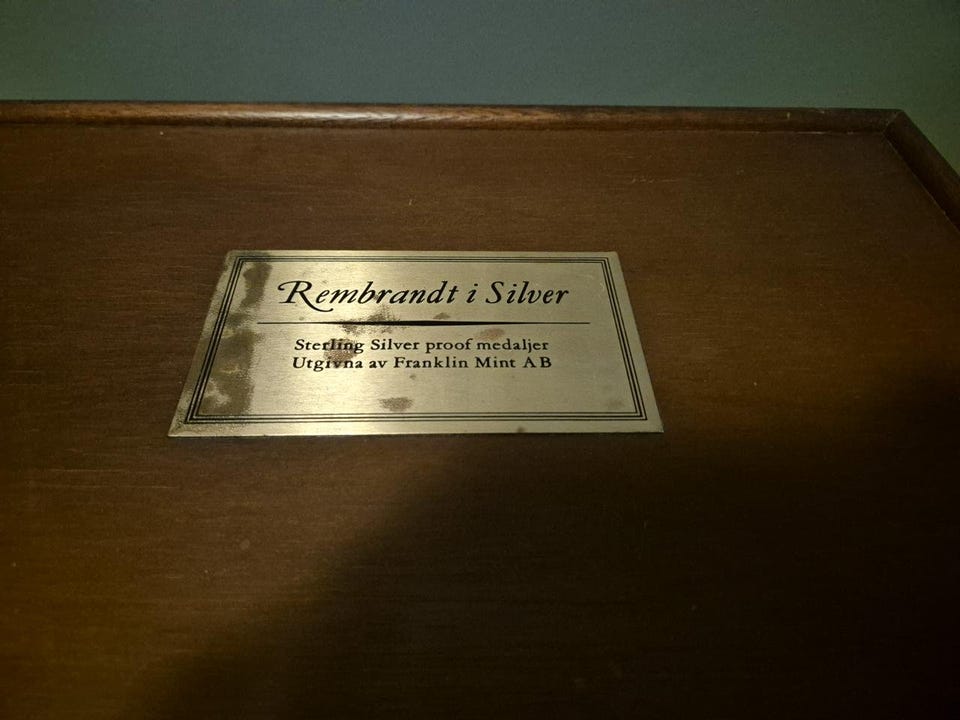 Rembrandt i Silver
Sterling Silver proof medaljer
Utgivna av Franklin Mint AB